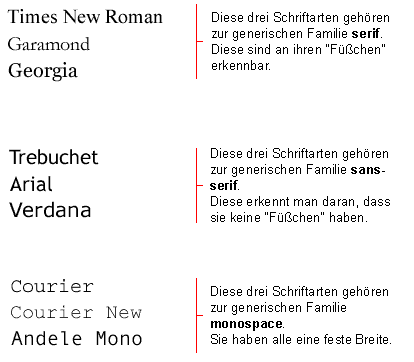 Times New Roman
Garamond
Georgia
Diese drei Schriftarten gehören
zur generischen Familie serif.
Diese sind an ihren "Füßchen"
erkennbar.
Trebuchet
Arial
Verdana
Diese drei Schriftarten gehören
zur generischen Familie sans-
serif.
Diese erkennt man daran, dass
sie keine "Füßchen" haben.
Courier
Courier New
Andele Mono
Diese drei Schriftarten gehören
zur generischen Familie
monospace.
Sie haben alle eine feste Breite.